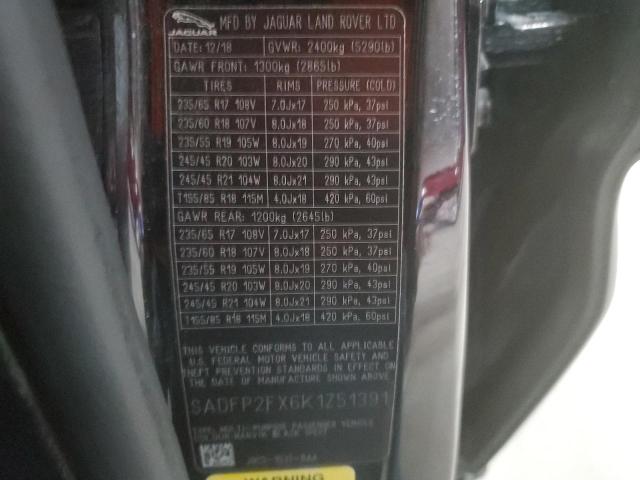 JAGUAR
MFD BY JAGUAR LAND ROVER LTD
DATE: 12/18 GVWR: 2400kg (5290lb)
GAWR FRONT: 1300kg (2865lb)
TIRES RIMS PRESSURE (COLD)
235/65 R17 108V 7.0Jx17 250 kPa, 37psi
235/60 R18 107V 8.0Jx18 250 kPa, 37psi
235/55 R19 105W 8.0Jx19 270 kPa, 40psi
245/45 R20 103W 8.0Jx20 290 kPa, 43psi
245/45 R21 104W 8.0Jx21 290 kPa, 43psi
T155/85 R18 115M 4.0Jx18 420 kPa, 60psi
GAWR REAR: 1200kg (2645lb)
235/65 R17 108V 7.0Jx17 250 kPa, 37psi
235/60 R18 107V 8.0Jx18 250 kPa, 37psi
235/55 R19 105W 8.0Jx19 270 kPa, 40psi
245/45 R20 103W 8.0Jx20 290 kPa, 43psi
245/45 R21 104W 8.0Jx21 290 kPa, 43psi
T155/85 R18 115M 4.0Jx18 420 kPa, 60psi
THIS VEHICLE CONFORMS TO ALL APPLICABLE
U.S. FEDERAL MOTOR VEHICLE SAFETY AND
THEFT PREVENTION STANDARDS IN EFFECT ON
THE DATE OF MANUFACTURE SHOWN ABOVE
SADFP2FX6K1Z51391
TYPE: MULTI-PURPOSE PASSENGER VEHICLE
COLOUR: NARVIK BLACK
WARNING